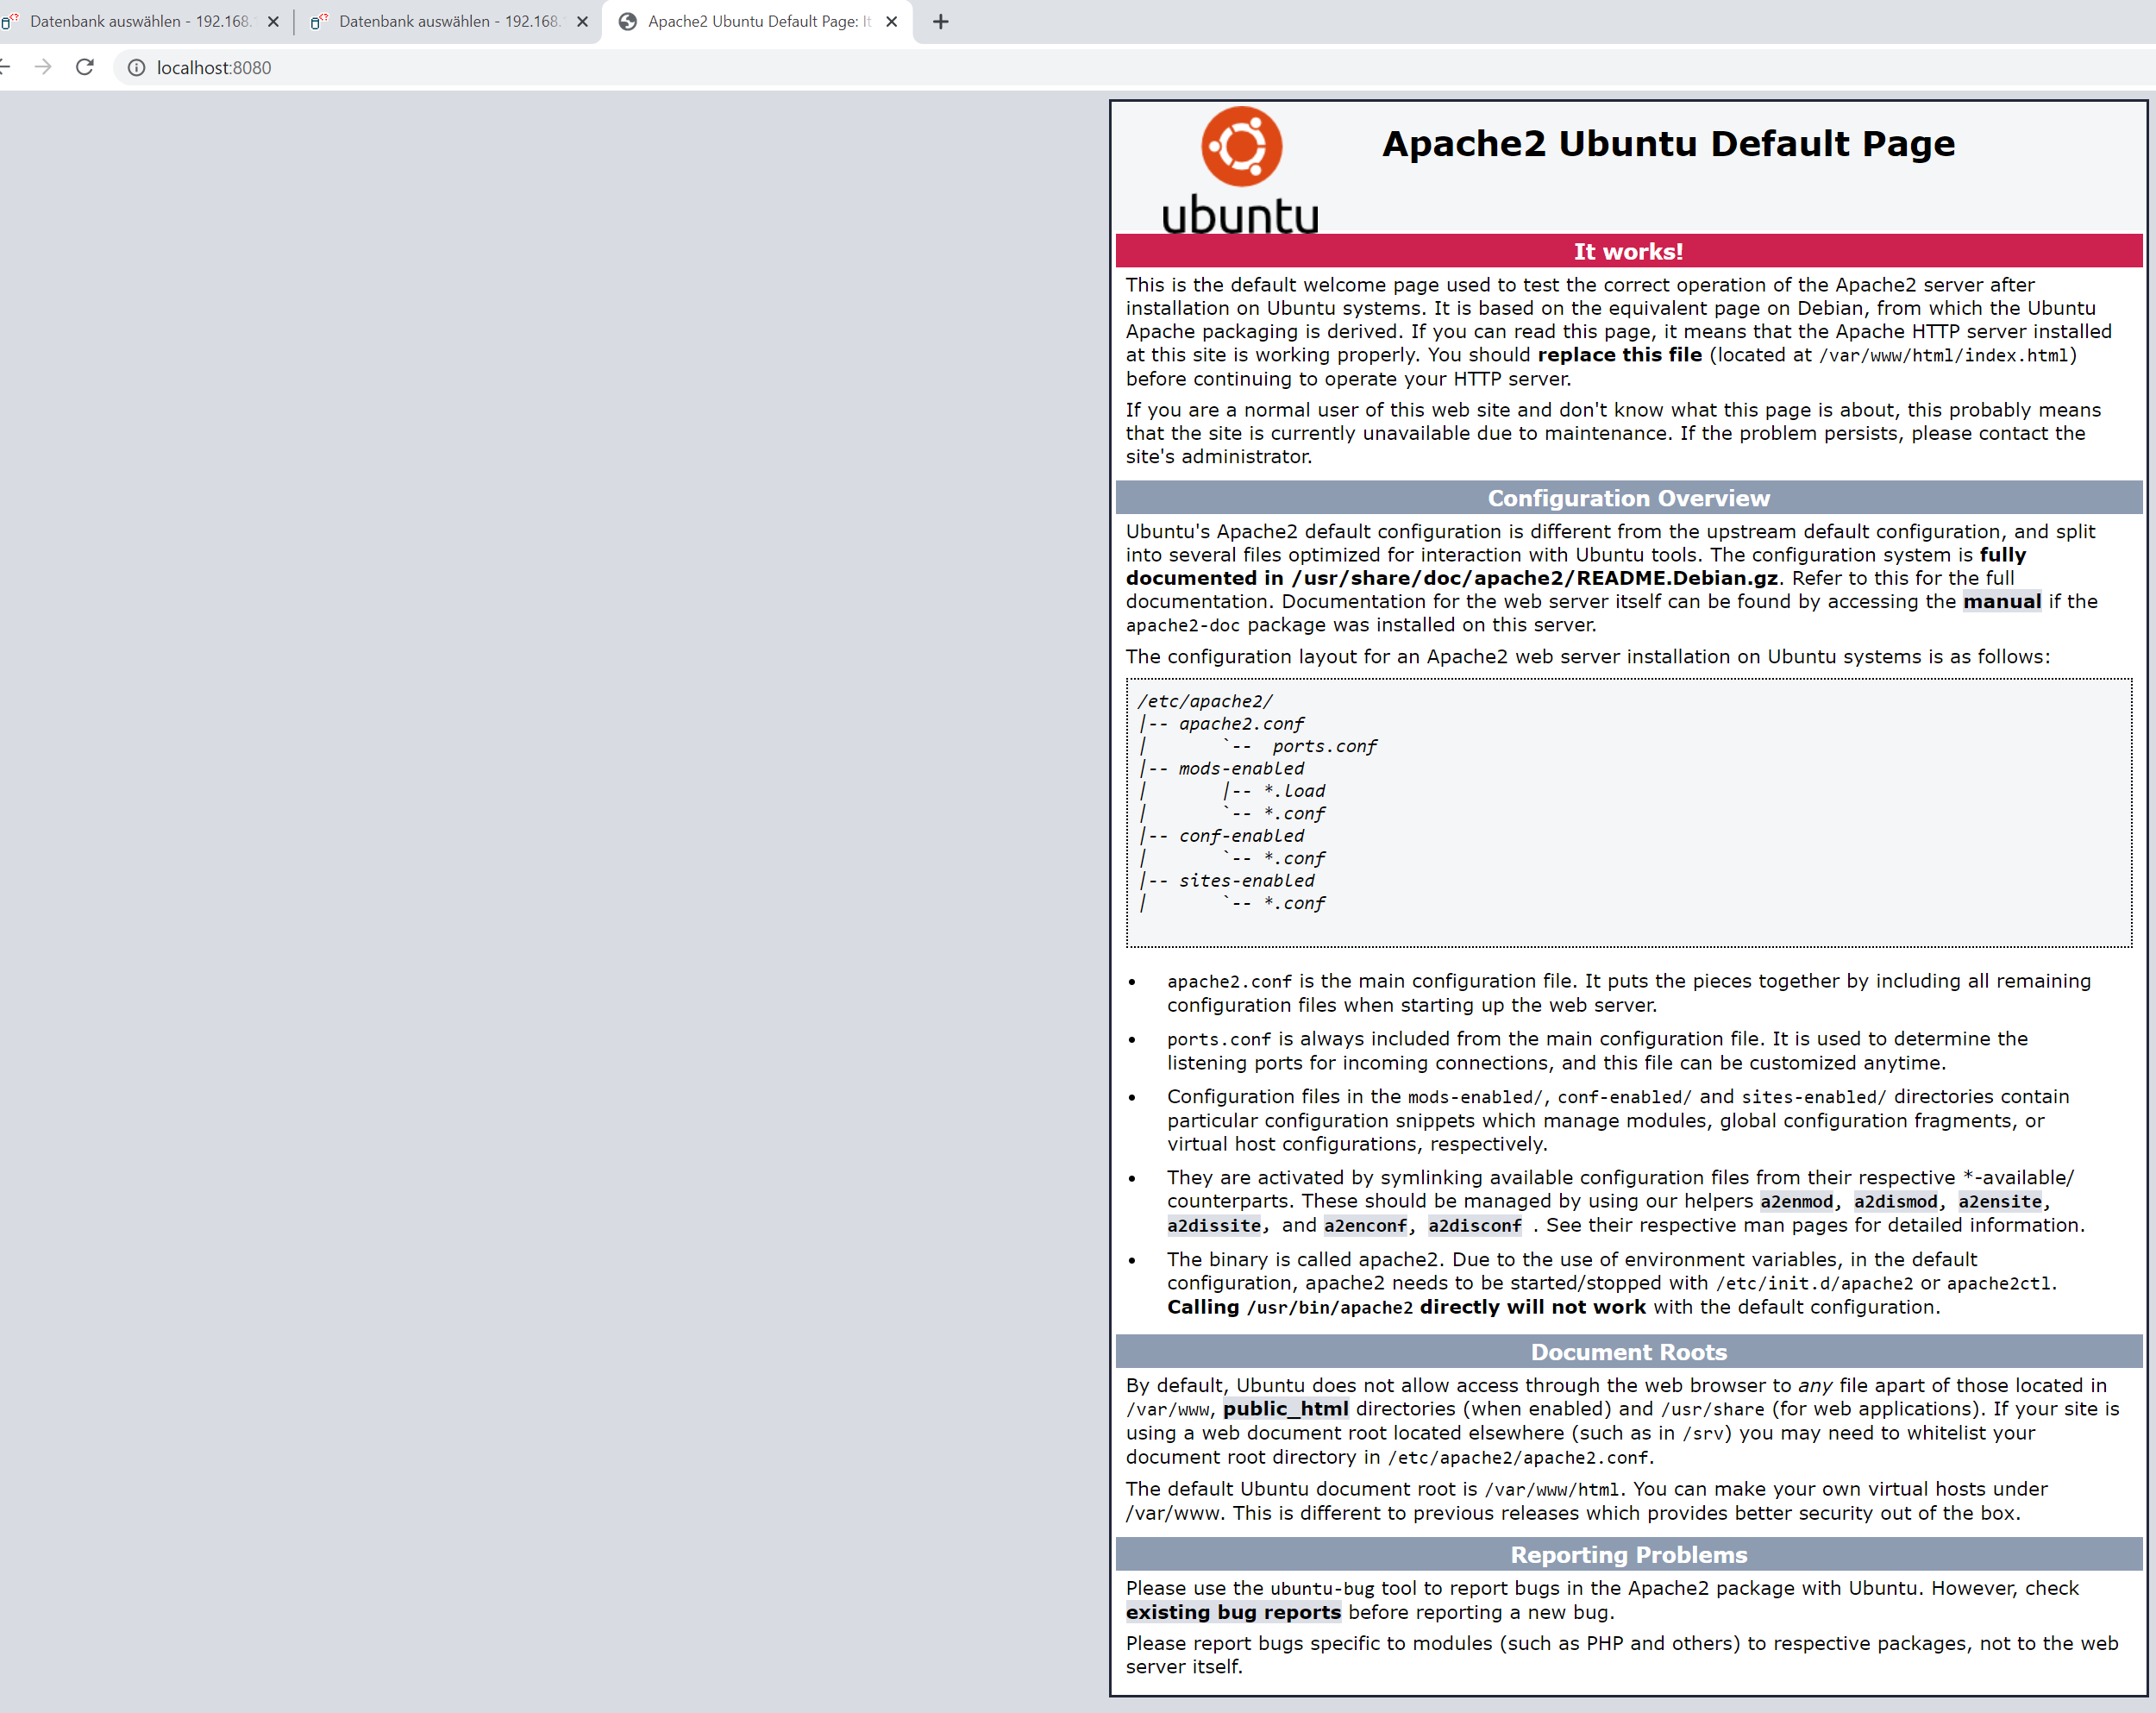 Datenbank auswählen - 192.168.
Datenbank auswählen - 192.168.
Apache2 Ubuntu Default Page: It
localhost:8080
ubuntu
Apache2 Ubuntu Default Page
It works!
This is the default welcome page used to test the correct operation of the Apache2 server after
installation on Ubuntu systems. It is based on the equivalent page on Debian, from which the Ubuntu
Apache packaging is derived. If you can read this page, it means that the Apache HTTP server installed
at this site is working properly. You should replace this file (located at /var/www/html/index.html)
before continuing to operate your HTTP server.
If you are a normal user of this web site and don't know what this page is about, this probably means
that the site is currently unavailable due to maintenance. If the problem persists, please contact the
site's administrator.
Configuration Overview
Ubuntu's Apache2 default configuration is different from the upstream default configuration, and split
into several files optimized for interaction with Ubuntu tools. The configuration system is fully
documented in /usr/share/doc/apache2/README.Debian.gz. Refer to this for the full
documentation. Documentation for the web server itself can be found by accessing the manual if the
apache2-doc package was installed on this server.
The configuration layout for an Apache2 web server installation on Ubuntu systems is as follows:
/etc/apache2/
|-- apache2.conf
|       `--  ports.conf
|-- mods-enabled
|       |-- *.load
|       `-- *.conf
|-- conf-enabled
|       `-- *.conf
|-- sites-enabled
|       `-- *.conf
• apache2.conf is the main configuration file. It puts the pieces together by including all remaining
configuration files when starting up the web server.
• ports.conf is always included from the main configuration file. It is used to determine the
listening ports for incoming connections, and this file can be customized anytime.
• Configuration files in the mods-enabled/, conf-enabled/ and sites-enabled/ directories contain
particular configuration snippets which manage modules, global configuration fragments, or
virtual host configurations, respectively.
• They are activated by symlinking available configuration files from their respective *-available/
counterparts. These should be managed by using our helpers a2enmod, a2dismod, a2ensite,
a2dissite, and a2enconf, a2disconf . See their respective man pages for detailed information.
• The binary is called apache2. Due to the use of environment variables, in the default
configuration, apache2 needs to be started/stopped with /etc/init.d/apache2 or apache2ctl.
Calling /usr/bin/apache2 directly will not work with the default configuration.
Document Roots
By default, Ubuntu does not allow access through the web browser to any file apart of those located in
/var/www, public_html directories (when enabled) and /usr/share (for web applications). If your site is
using a web document root located elsewhere (such as in /srv) you may need to whitelist your
document root directory in /etc/apache2/apache2.conf.
The default Ubuntu document root is /var/www/html. You can make your own virtual hosts under
/var/www. This is different to previous releases which provides better security out of the box.
Reporting Problems
Please use the ubuntu-bug tool to report bugs in the Apache2 package with Ubuntu. However, check
existing bug reports before reporting a new bug.
Please report bugs specific to modules (such as PHP and others) to respective packages, not to the web
server itself.